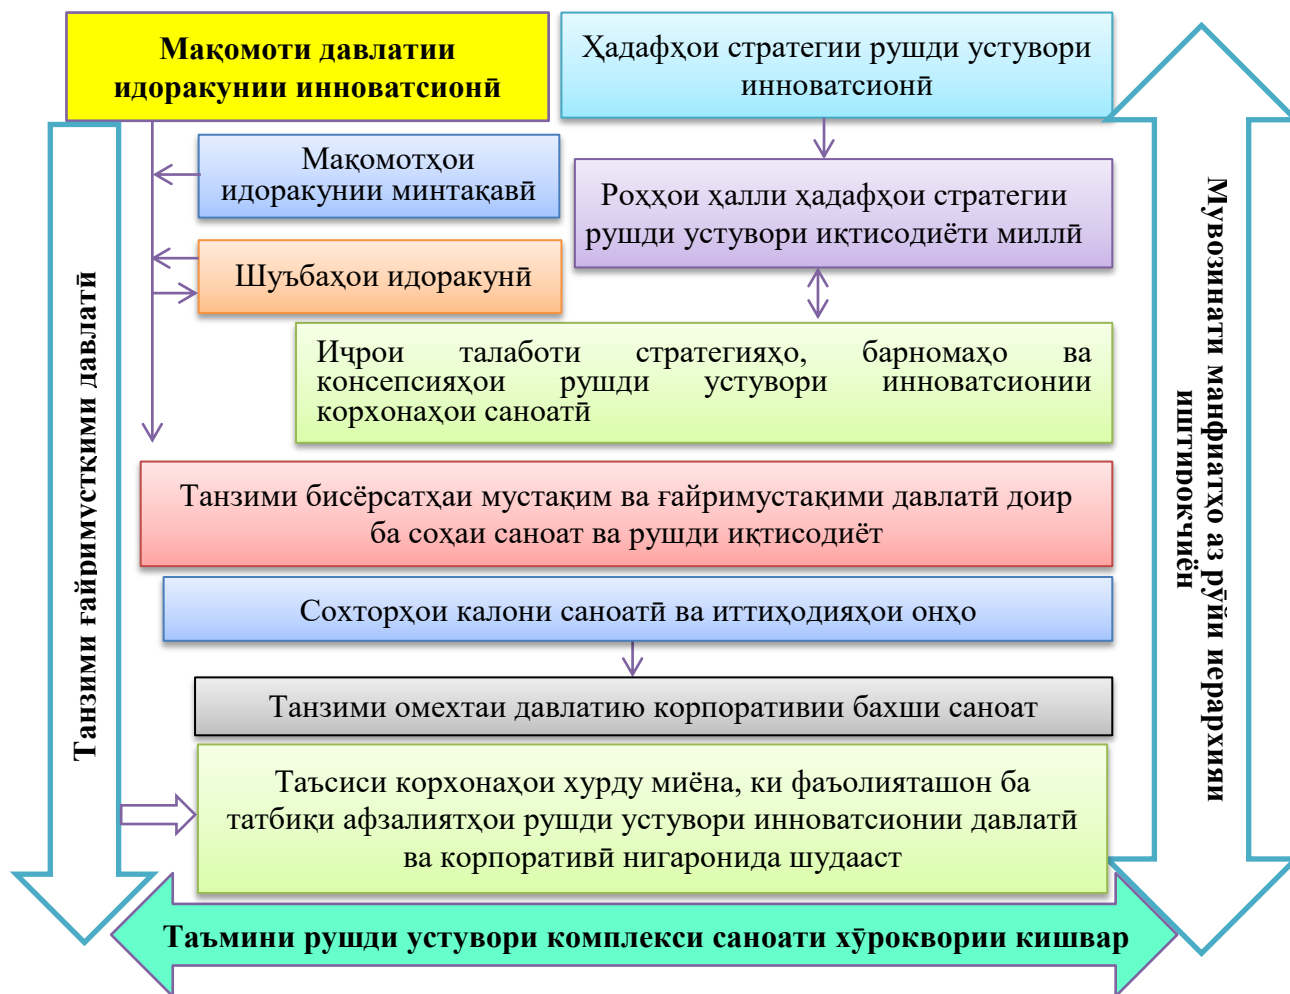 Мақомоти давлатии
идоракунии инноватсионӣ
Ҳадафҳои стратегии рушди устувори
инноватсионӣ
Мақомотҳои
идоракунии минтақавӣ
Роҳҳои ҳалли ҳадафҳои стратегии
рушди устувори иқтисодиёти миллӣ
Шуъбаҳои идоракунӣ
Иҷрои талаботи стратегияҳо, барномаҳо ва
консепсияҳои рушди устувори инноватсионии
корхонаҳои саноатӣ
Танзими бисёрсатҳаи мустақим ва ғайримустақими давлатӣ доир
ба соҳаи саноат ва рушди иқтисодиёт
Сохторҳои калони саноатӣ ва иттиҳодияҳои онҳо
Танзими омехтаи давлатию корпоративии бахши саноат
Таъсиси корхонаҳои хурду миёна, ки фаъолияташон ба
татбиқи афзалиятҳои рушди устувори инноватсионии давлатӣ
ва корпоративӣ нигаронида шудааст
Таъмини рушди устувори комплекси саноати хӯроквории кишвар
Танзими ғайримустқими давлатӣ
Мувозинати манфиатҳо аз рӯйи иерархияи
иштирокчиён